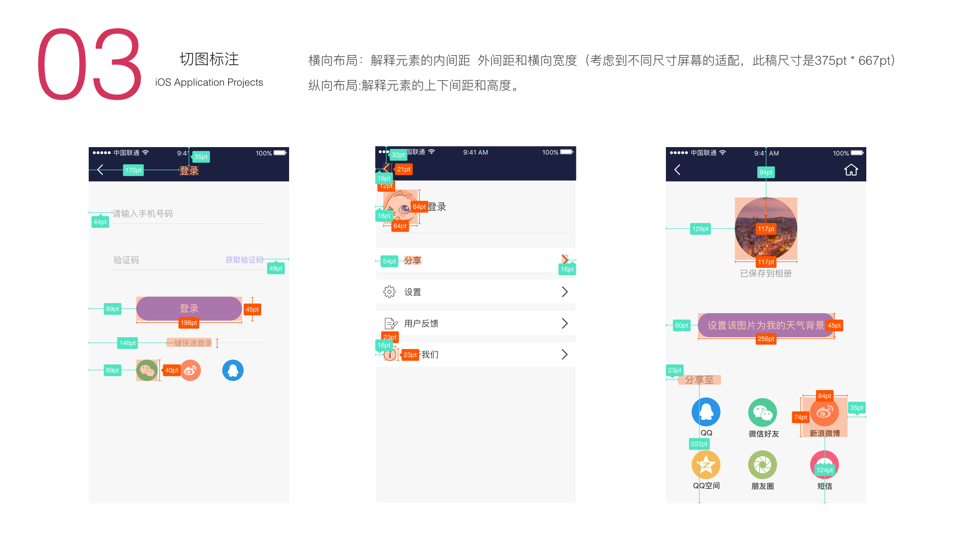 03
切图标注
iOS Application Projects
横向布局：解释元素的内间距 外间距和横向宽度（考虑到不同尺寸屏幕的适配，此稿尺寸是375pt * 667pt）
纵向布局:解释元素的上下间距和高度。
中国联通
9:41
100%
35pt
170pt
登录
请输入手机号码
44pt
验证码
获取验证码
49pt
89pt
登录
45pt
198pt
146pt
一键快速登录
89pt
40pt
国联通
9:41 AM
100%
32pt
21pt
16pt
12pt
16pt
64pt
登录
64pt
54pt
分享
16pt
设置
用户反馈
23pt
16pt
23pt
我们
中国联通
9:41 AM
100%
94pt
129pt
117pt
117pt
已保存到相册
60pt
设置该图片为我的天气背景
45pt
256pt
23pt
分享至
84pt
74pt
35pt
QQ
微信好友
新浪微博
222pt
124pt
QQ空间
朋友圈
短信